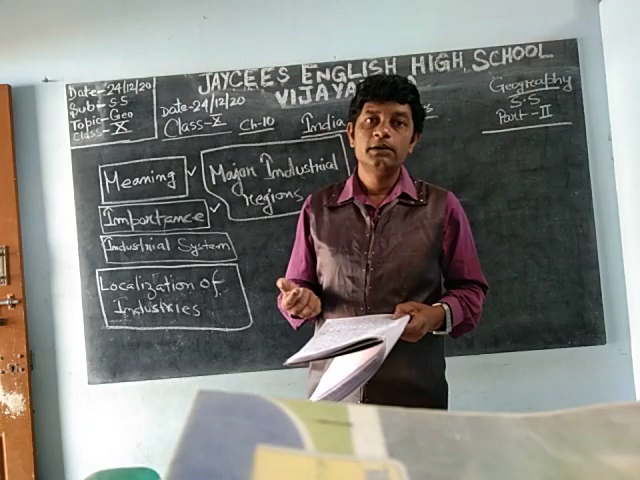 JAYCEES ENGLISH HIGH SCHOOL
VIJAYA
Date-24/12/20
Sub-S.S
Topic-Geo
Class-X
Date-24/12/20
Class-X Ch-10 India
Geography
S.S
Part-II
Meaning
Importance
Industrial System
Localization of
Industries
Major Industrial
regions